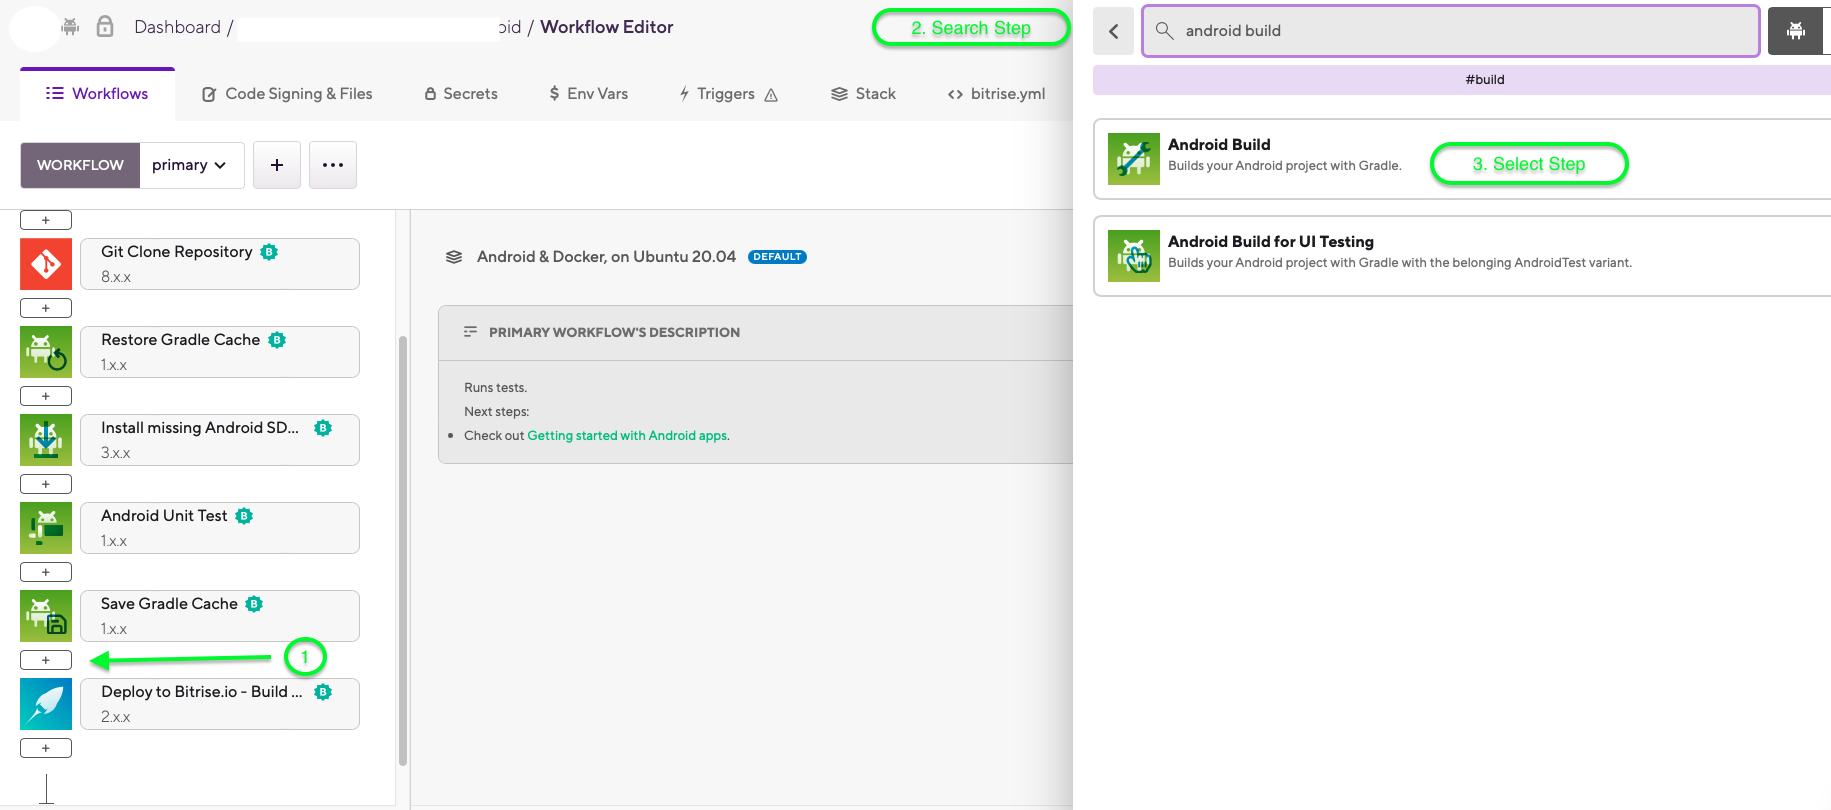 Dashboard / oid / Workflow Editor
2. Search Step
Workflows
Code Signing & Files
Secrets
$ Env Vars
Triggers
Stack
<> bitrise.yml
WORKFLOW
primary
+
...
+
Git Clone Repository B
8.x.x
+
Restore Gradle Cache B
1.x.x
+
Install missing Android SD... B
3.x.x
+
Android Unit Test B
1.x.x
+
Save Gradle Cache B
1.x.x
+
1
Deploy to Bitrise.io - Build ... B
2.x.x
+
Android & Docker, on Ubuntu 20.04 DEFAULT
PRIMARY WORKFLOW'S DESCRIPTION
Runs tests.
Next steps:
• Check out Getting started with Android apps.
android build
#build
Android Build
Builds your Android project with Gradle.
3. Select Step
Android Build for UI Testing
Builds your Android project with Gradle with the belonging AndroidTest variant.